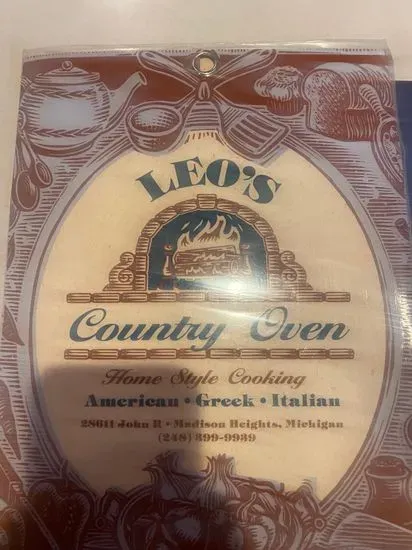 LEO'S
Country Oven
Home Style Cooking
American • Greek • Italian
28611 John R • Madison Heights, Michigan
(248) 399-9939